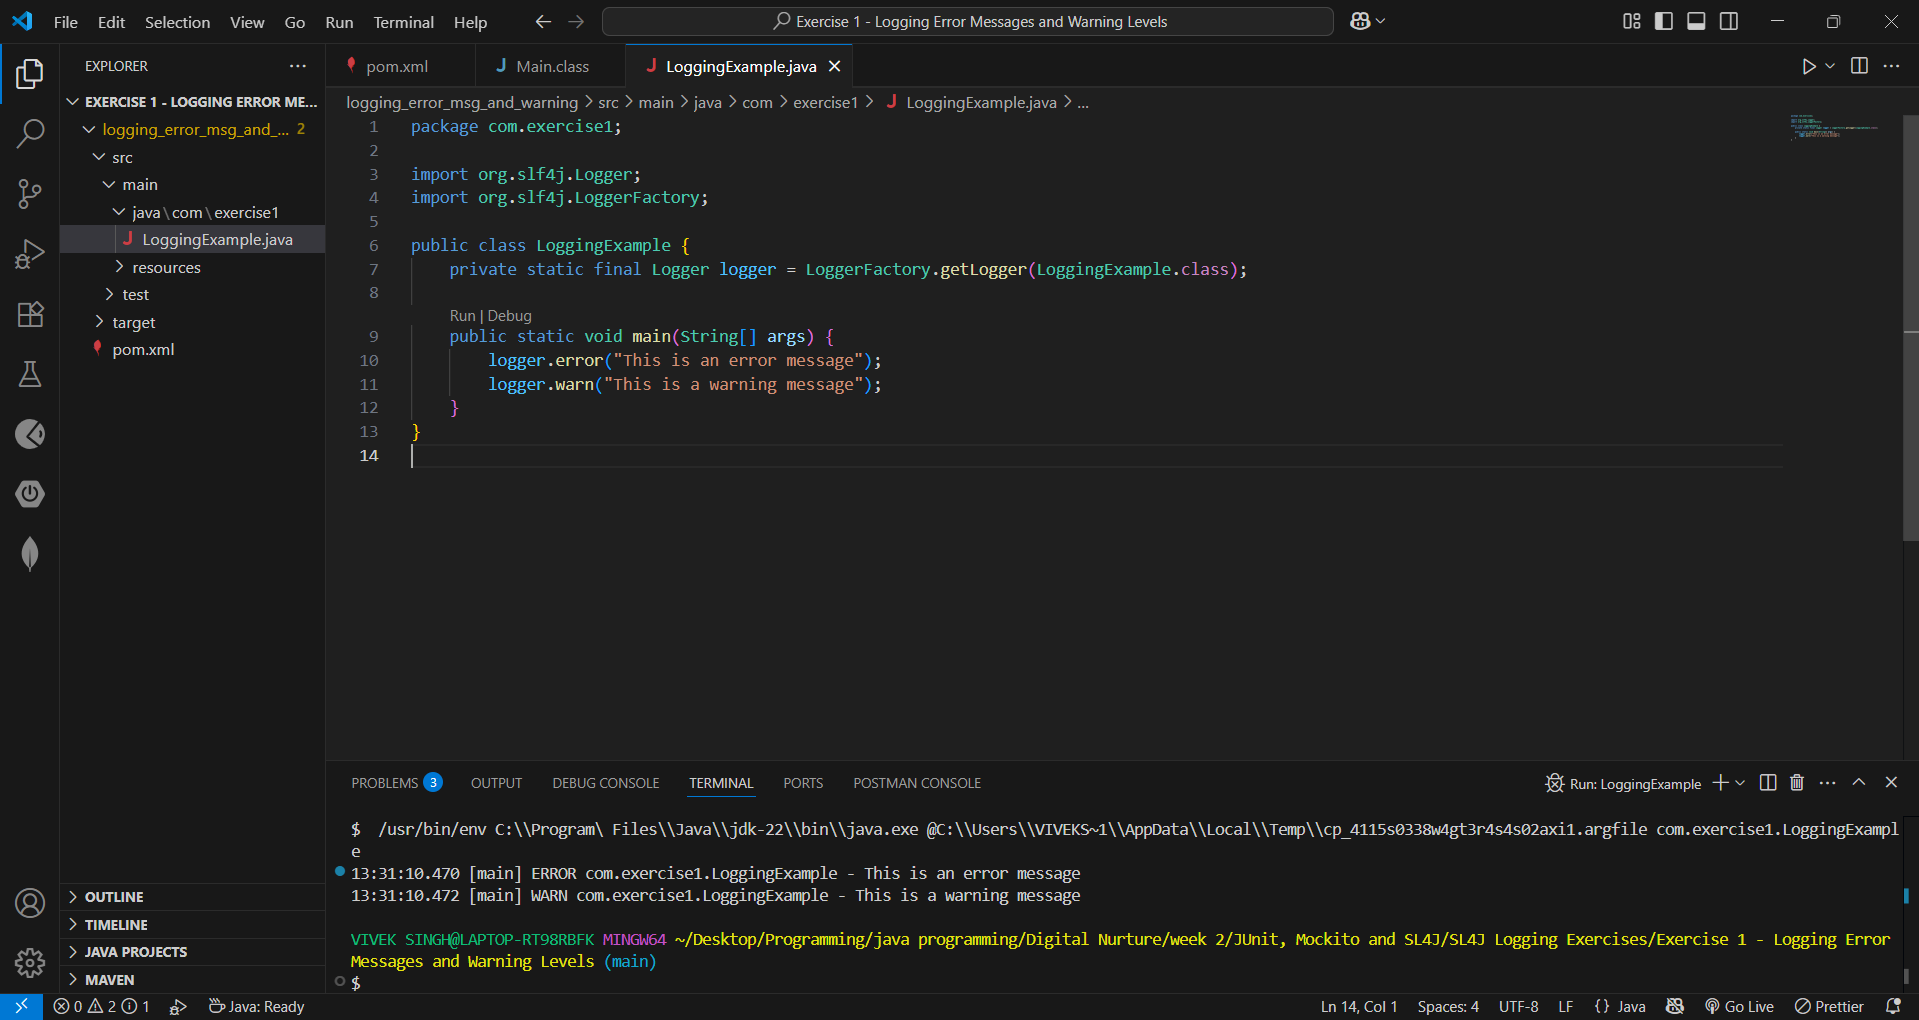 File Edit Selection View Go Run Terminal Help
Exercise 1 - Logging Error Messages and Warning Levels
EXPLORER
EXERCISE 1 - LOGGING ERROR ME...
logging_error_msg_and_... 2
src
main
java\com\exercise1
LoggingExample.java
resources
test
target
pom.xml
OUTLINE
TIMELINE
JAVA PROJECTS
MAVEN
pom.xml Main.class LoggingExample.java
logging_error_msg_and_warning > src > main > java > com > exercise1 > LoggingExample.java > ...
1 package com.exercise1;
2
3 import org.slf4j.Logger;
4 import org.slf4j.LoggerFactory;
5
6 public class LoggingExample {
7 private static final Logger logger = LoggerFactory.getLogger(LoggingExample.class);
8
Run | Debug
9 public static void main(String[] args) {
10 logger.error("This is an error message");
11 logger.warn("This is a warning message");
12 }
13 }
14
PROBLEMS 3 OUTPUT DEBUG CONSOLE TERMINAL PORTS POSTMAN CONSOLE
Run: LoggingExample
$ /usr/bin/env C:\\Program\ Files\\Java\\jdk-22\\bin\\java.exe @C:\\Users\\VIVEKS~1\\AppData\\Local\\Temp\\cp_4115s0338w4gt3r4s4s02axi1.argfile com.exercise1.LoggingExampl
e
13:31:10.470 [main] ERROR com.exercise1.LoggingExample - This is an error message
13:31:10.472 [main] WARN com.exercise1.LoggingExample - This is a warning message
VIVEK SINGH@LAPTOP-RT98RBFK MINGW64 ~/Desktop/Programming/java programming/Digital Nurture/week 2/JUnit, Mockito and SL4J/SL4J Logging Exercises/Exercise 1 - Logging Error
Messages and Warning Levels (main)
$
0 2 1 Java: Ready
Ln 14, Col 1 Spaces: 4 UTF-8 LF {} Java Go Live Prettier